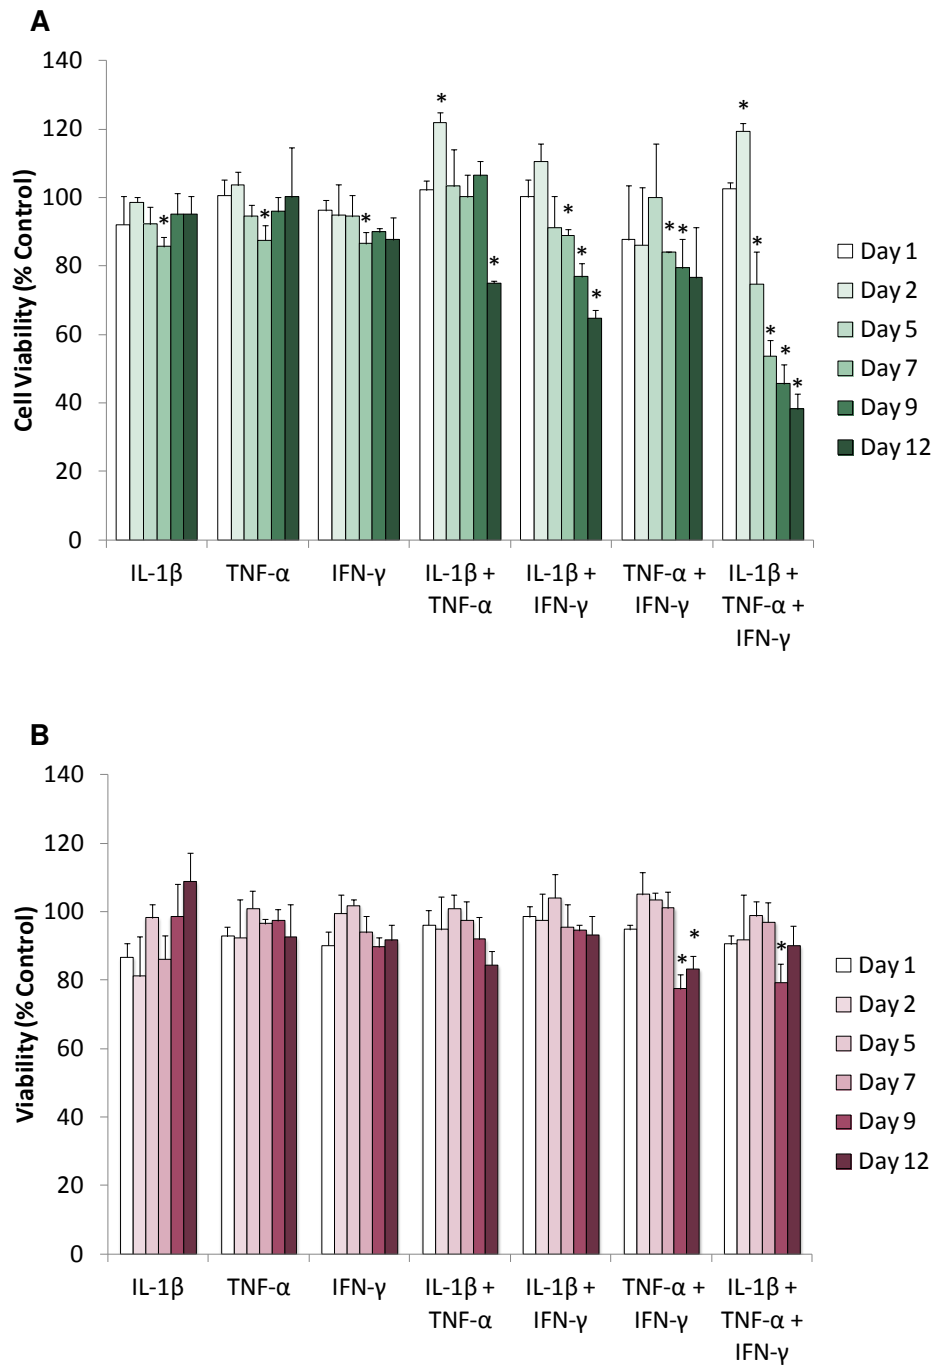 A
140
120
100
80
60
40
20
0
Cell Viability (% Control)
* * * * * * * * * * * * * * * * *
IL-1β TNF-α IFN-γ IL-1β + IL-1β + TNF-α + IL-1β +
TNF-α IFN-γ IFN-γ TNF-α +
IFN-γ
Day 1
Day 2
Day 5
Day 7
Day 9
Day 12
B
140
120
100
80
60
40
20
0
Viability (% Control)
* * *
IL-1β TNF-α IFN-γ IL-1β + IL-1β + TNF-α + IL-1β +
TNF-α IFN-γ IFN-γ TNF-α +
IFN-γ
Day 1
Day 2
Day 5
Day 7
Day 9
Day 12